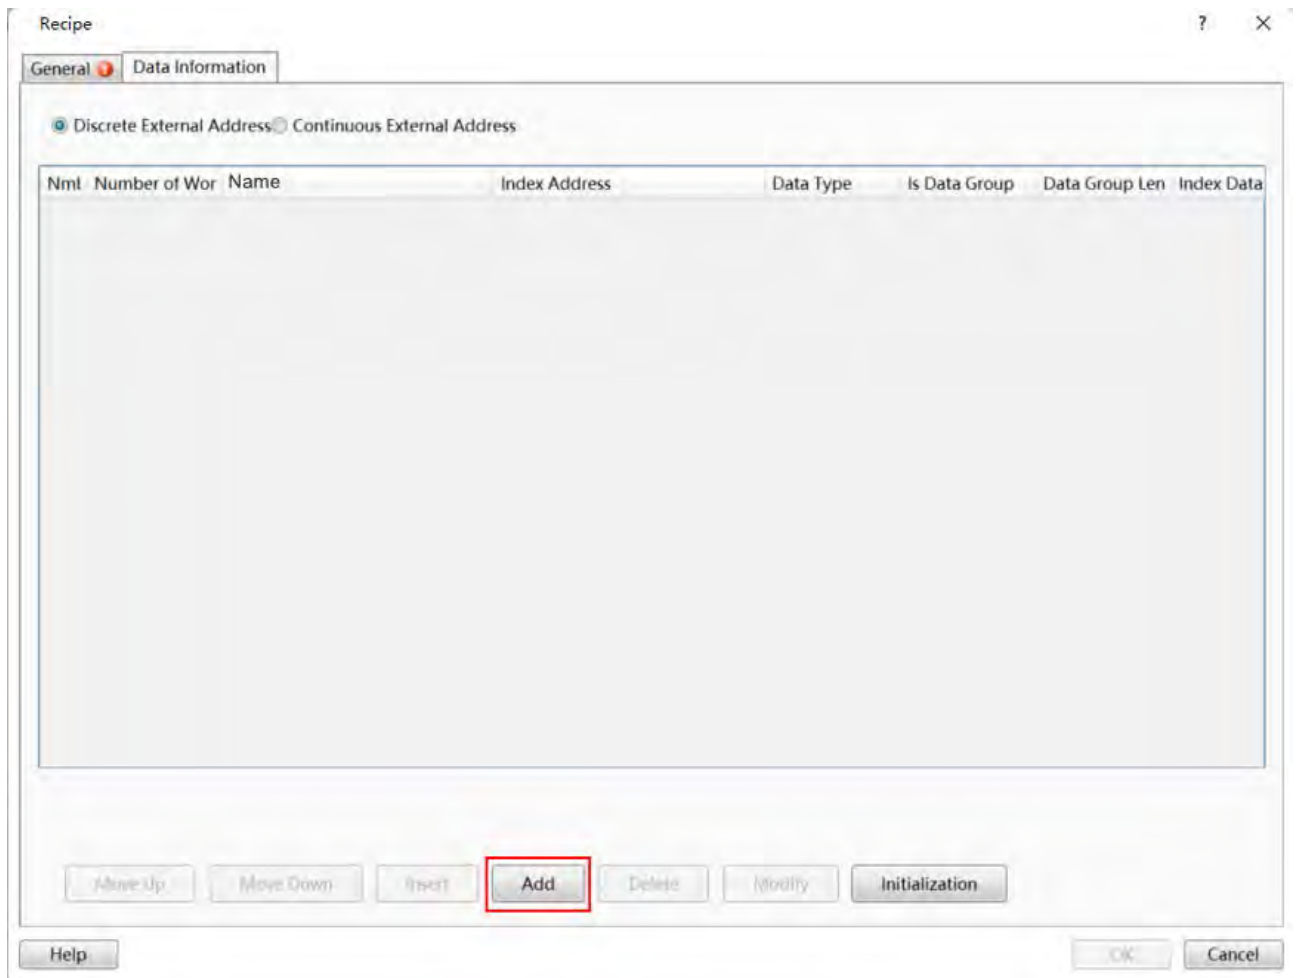 Recipe ?
General Data Information
Discrete External Address Continuous External Address
Nml Number of Wor Name Index Address Data Type Is Data Group Data Group Len Index Data
Move Up Move Down Insert Add Delete Modify Initialization
Help OK Cancel